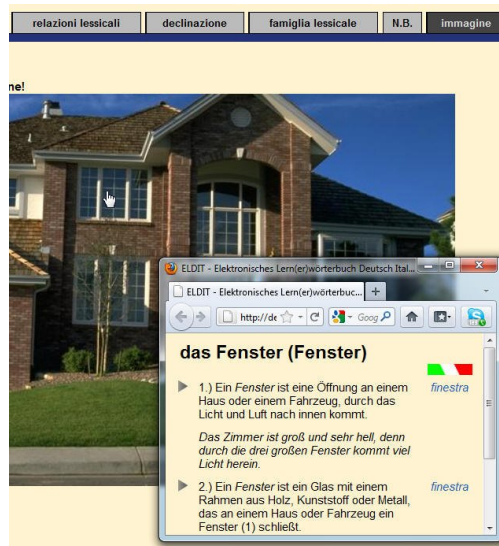 relazioni lessicali
declinazione
famiglia lessicale
N.B.
immagine
ne!
ELDIT - Elektronisches Lern(er)wörterbuch Deutsch Ital...
ELDIT - Elektronisches Lern(er)wörterbuc...
http://de
Goog
das Fenster (Fenster)
1.) Ein Fenster ist eine Öffnung an einem
Haus oder einem Fahrzeug, durch das
Licht und Luft nach innen kommt.
finestra
Das Zimmer ist groß und sehr hell, denn
durch die drei großen Fenster kommt viel
Licht herein.
2.) Ein Fenster ist ein Glas mit einem
Rahmen aus Holz, Kunststoff oder Metall,
das an einem Haus oder Fahrzeug ein
Fenster (1) schließt.
finestra